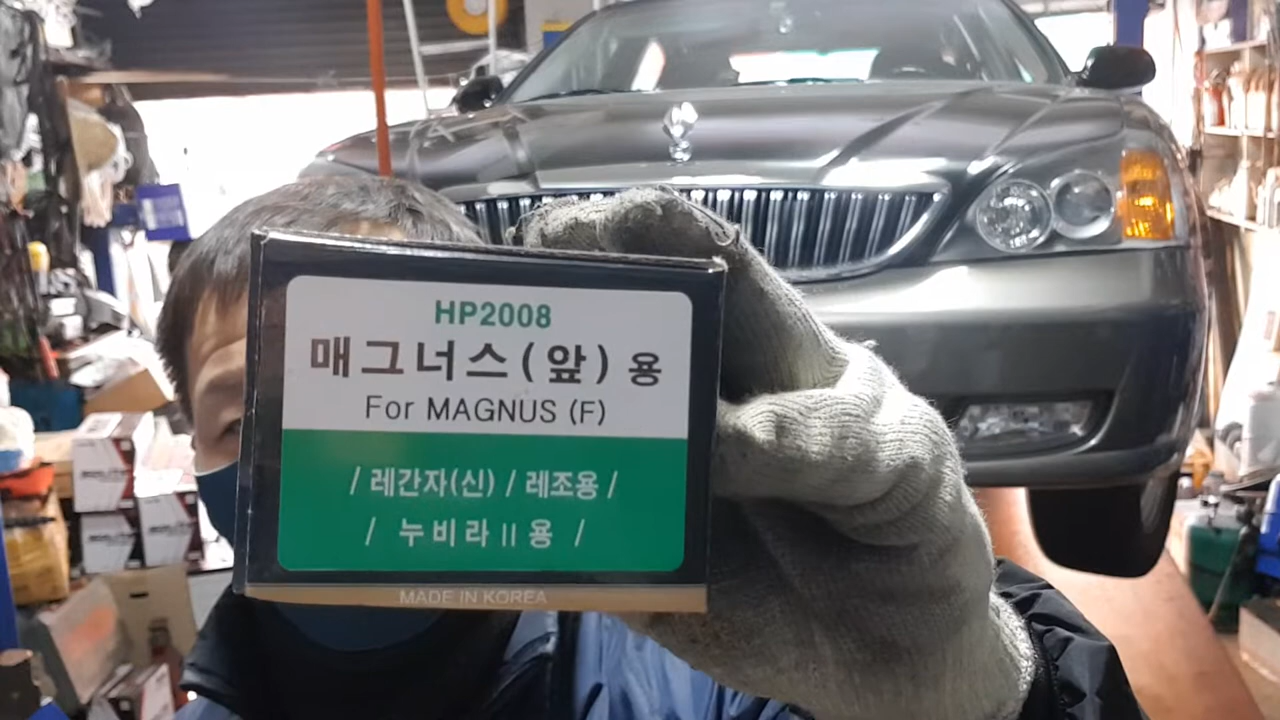 HP2008
매그너스(앞)용
For MAGNUS (F)
/ 레간자(신) / 레조용 /
/ 누비라 II 용 /
MADE IN KOREA